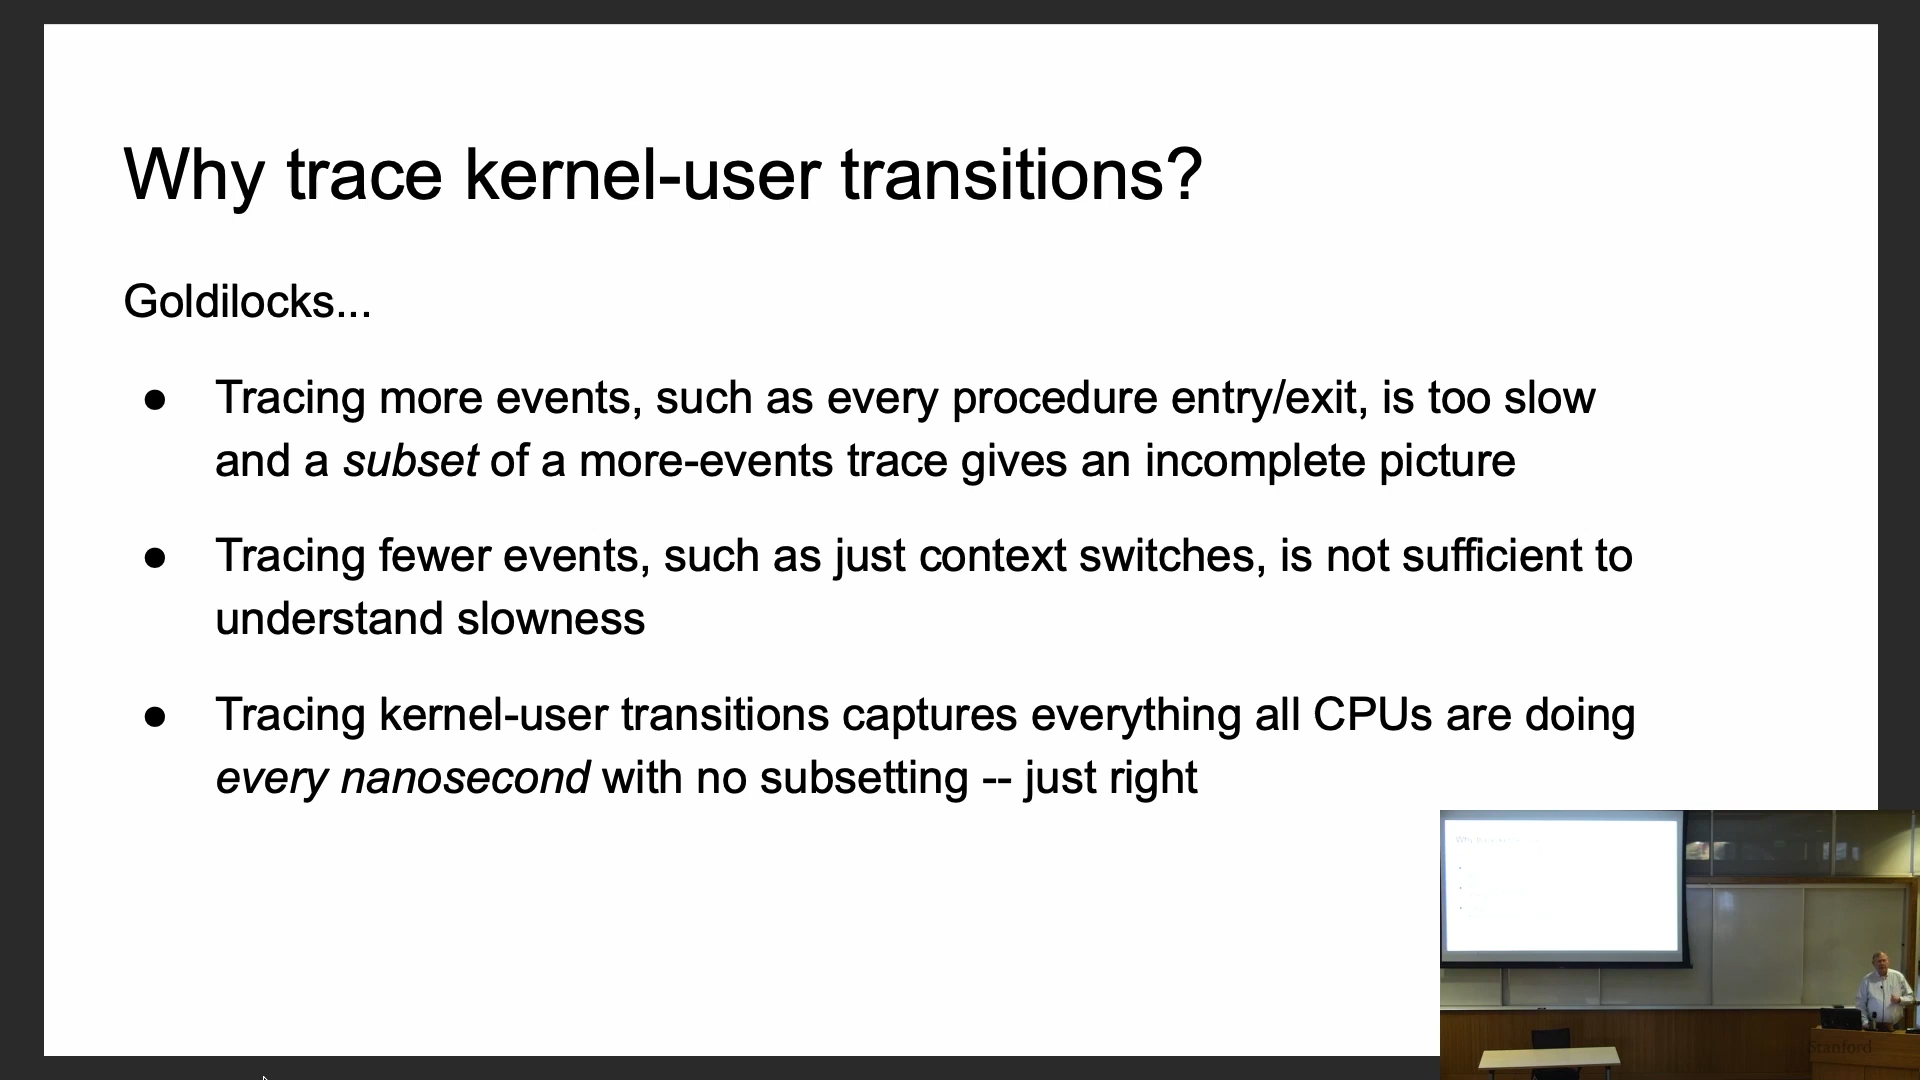 Why trace kernel-user transitions?
Goldilocks...
● Tracing more events, such as every procedure entry/exit, is too slow
and a subset of a more-events trace gives an incomplete picture
● Tracing fewer events, such as just context switches, is not sufficient to
understand slowness
● Tracing kernel-user transitions captures everything all CPUs are doing
every nanosecond with no subsetting -- just right
Stanford